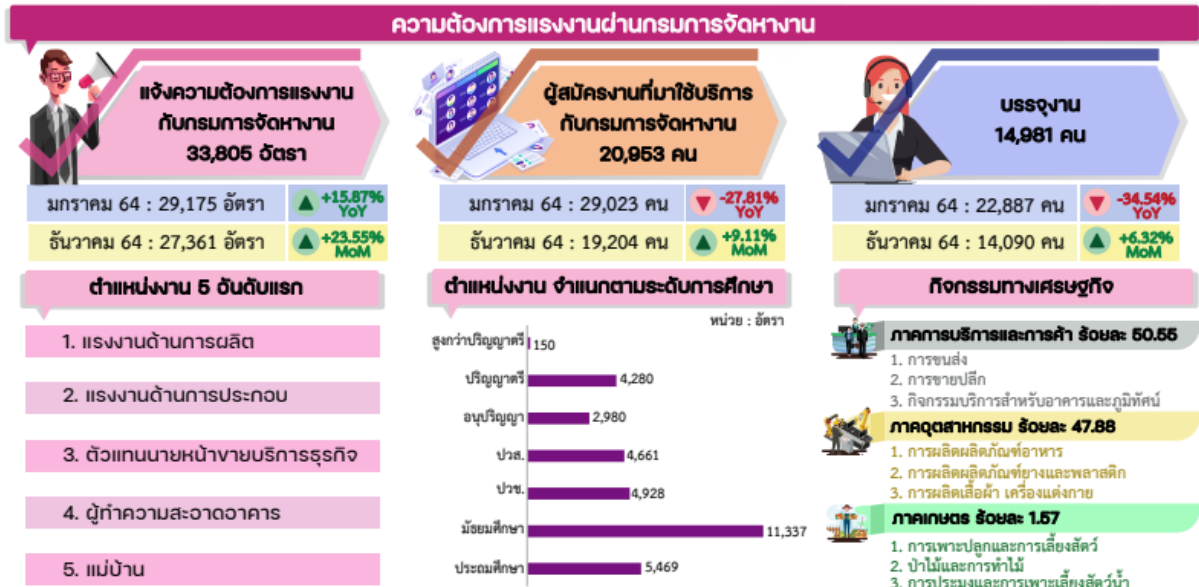 ความต้องการแรงงานผ่านกรมการจัดหางาน
แจ้งความต้องการแรงงาน
กับกรมการจัดหางาน
33,805 อัตรา
มกราคม 64 : 29,175 อัตรา
+15.87%
YoY
ธันวาคม 64 : 27,361 อัตรา
+23.55%
MoM
ผู้สมัครงานที่มาใช้บริการ
กับกรมการจัดหางาน
20,953 คน
มกราคม 64 : 29,023 คน
-27.81%
YoY
ธันวาคม 64 : 19,204 คน
+9.11%
MoM
บรรจุงาน
14,981 คน
มกราคม 64 : 22,887 คน
-34.54%
YoY
ธันวาคม 64 : 14,090 คน
+6.32%
MoM
ตำแหน่งงาน 5 อันดับแรก
1. แรงงานด้านการผลิต
2. แรงงานด้านการประกอบ
3. ตัวแทนนายหน้าขายบริการธุรกิจ
4. ผู้ทำความสะอาดอาคาร
5. แม่บ้าน
ตำแหน่งงาน จำแนกตามระดับการศึกษา
หน่วย : อัตรา
สูงกว่าปริญญาตรี 150
ปริญญาตรี 4,280
อนุปริญญา 2,980
ปวส. 4,661
ปวช. 4,928
มัธยมศึกษา 11,337
ประถมศึกษา 5,469
กิจกรรมทางเศรษฐกิจ
ภาคการบริการและการค้า ร้อยละ 50.55
1. การขนส่ง
2. การขายปลีก
3. กิจกรรมบริการสำหรับอาคารและภูมิทัศน์
ภาคอุตสาหกรรม ร้อยละ 47.88
1. การผลิตผลิตภัณฑ์อาหาร
2. การผลิตผลิตภัณฑ์ยางและพลาสติก
3. การผลิตเสื้อผ้า เครื่องแต่งกาย
ภาคเกษตร ร้อยละ 1.57
1. การเพาะปลูกและการเลี้ยงสัตว์
2. ป่าไม้และการทำไม้
3. การประมงและการเพาะเลี้ยงสัตว์น้ำ